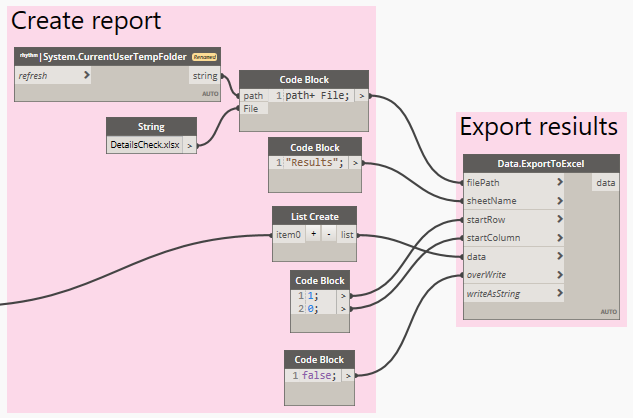 Create report
rhythm|System.CurrentUserTempFolder Renamed
refresh > string
AUTO
Code Block
path 1 path+ File; >
File
String
DetailsCheck.xlsx >
Code Block
1 "Results"; >
List Create
item0 + - list
Code Block
1 1; >
2 0; >
Code Block
1 false; >
Export resiults
Data.ExportToExcel
filePath > data
sheetName >
startRow >
startColumn >
data >
overWrite >
writeAsString >
AUTO